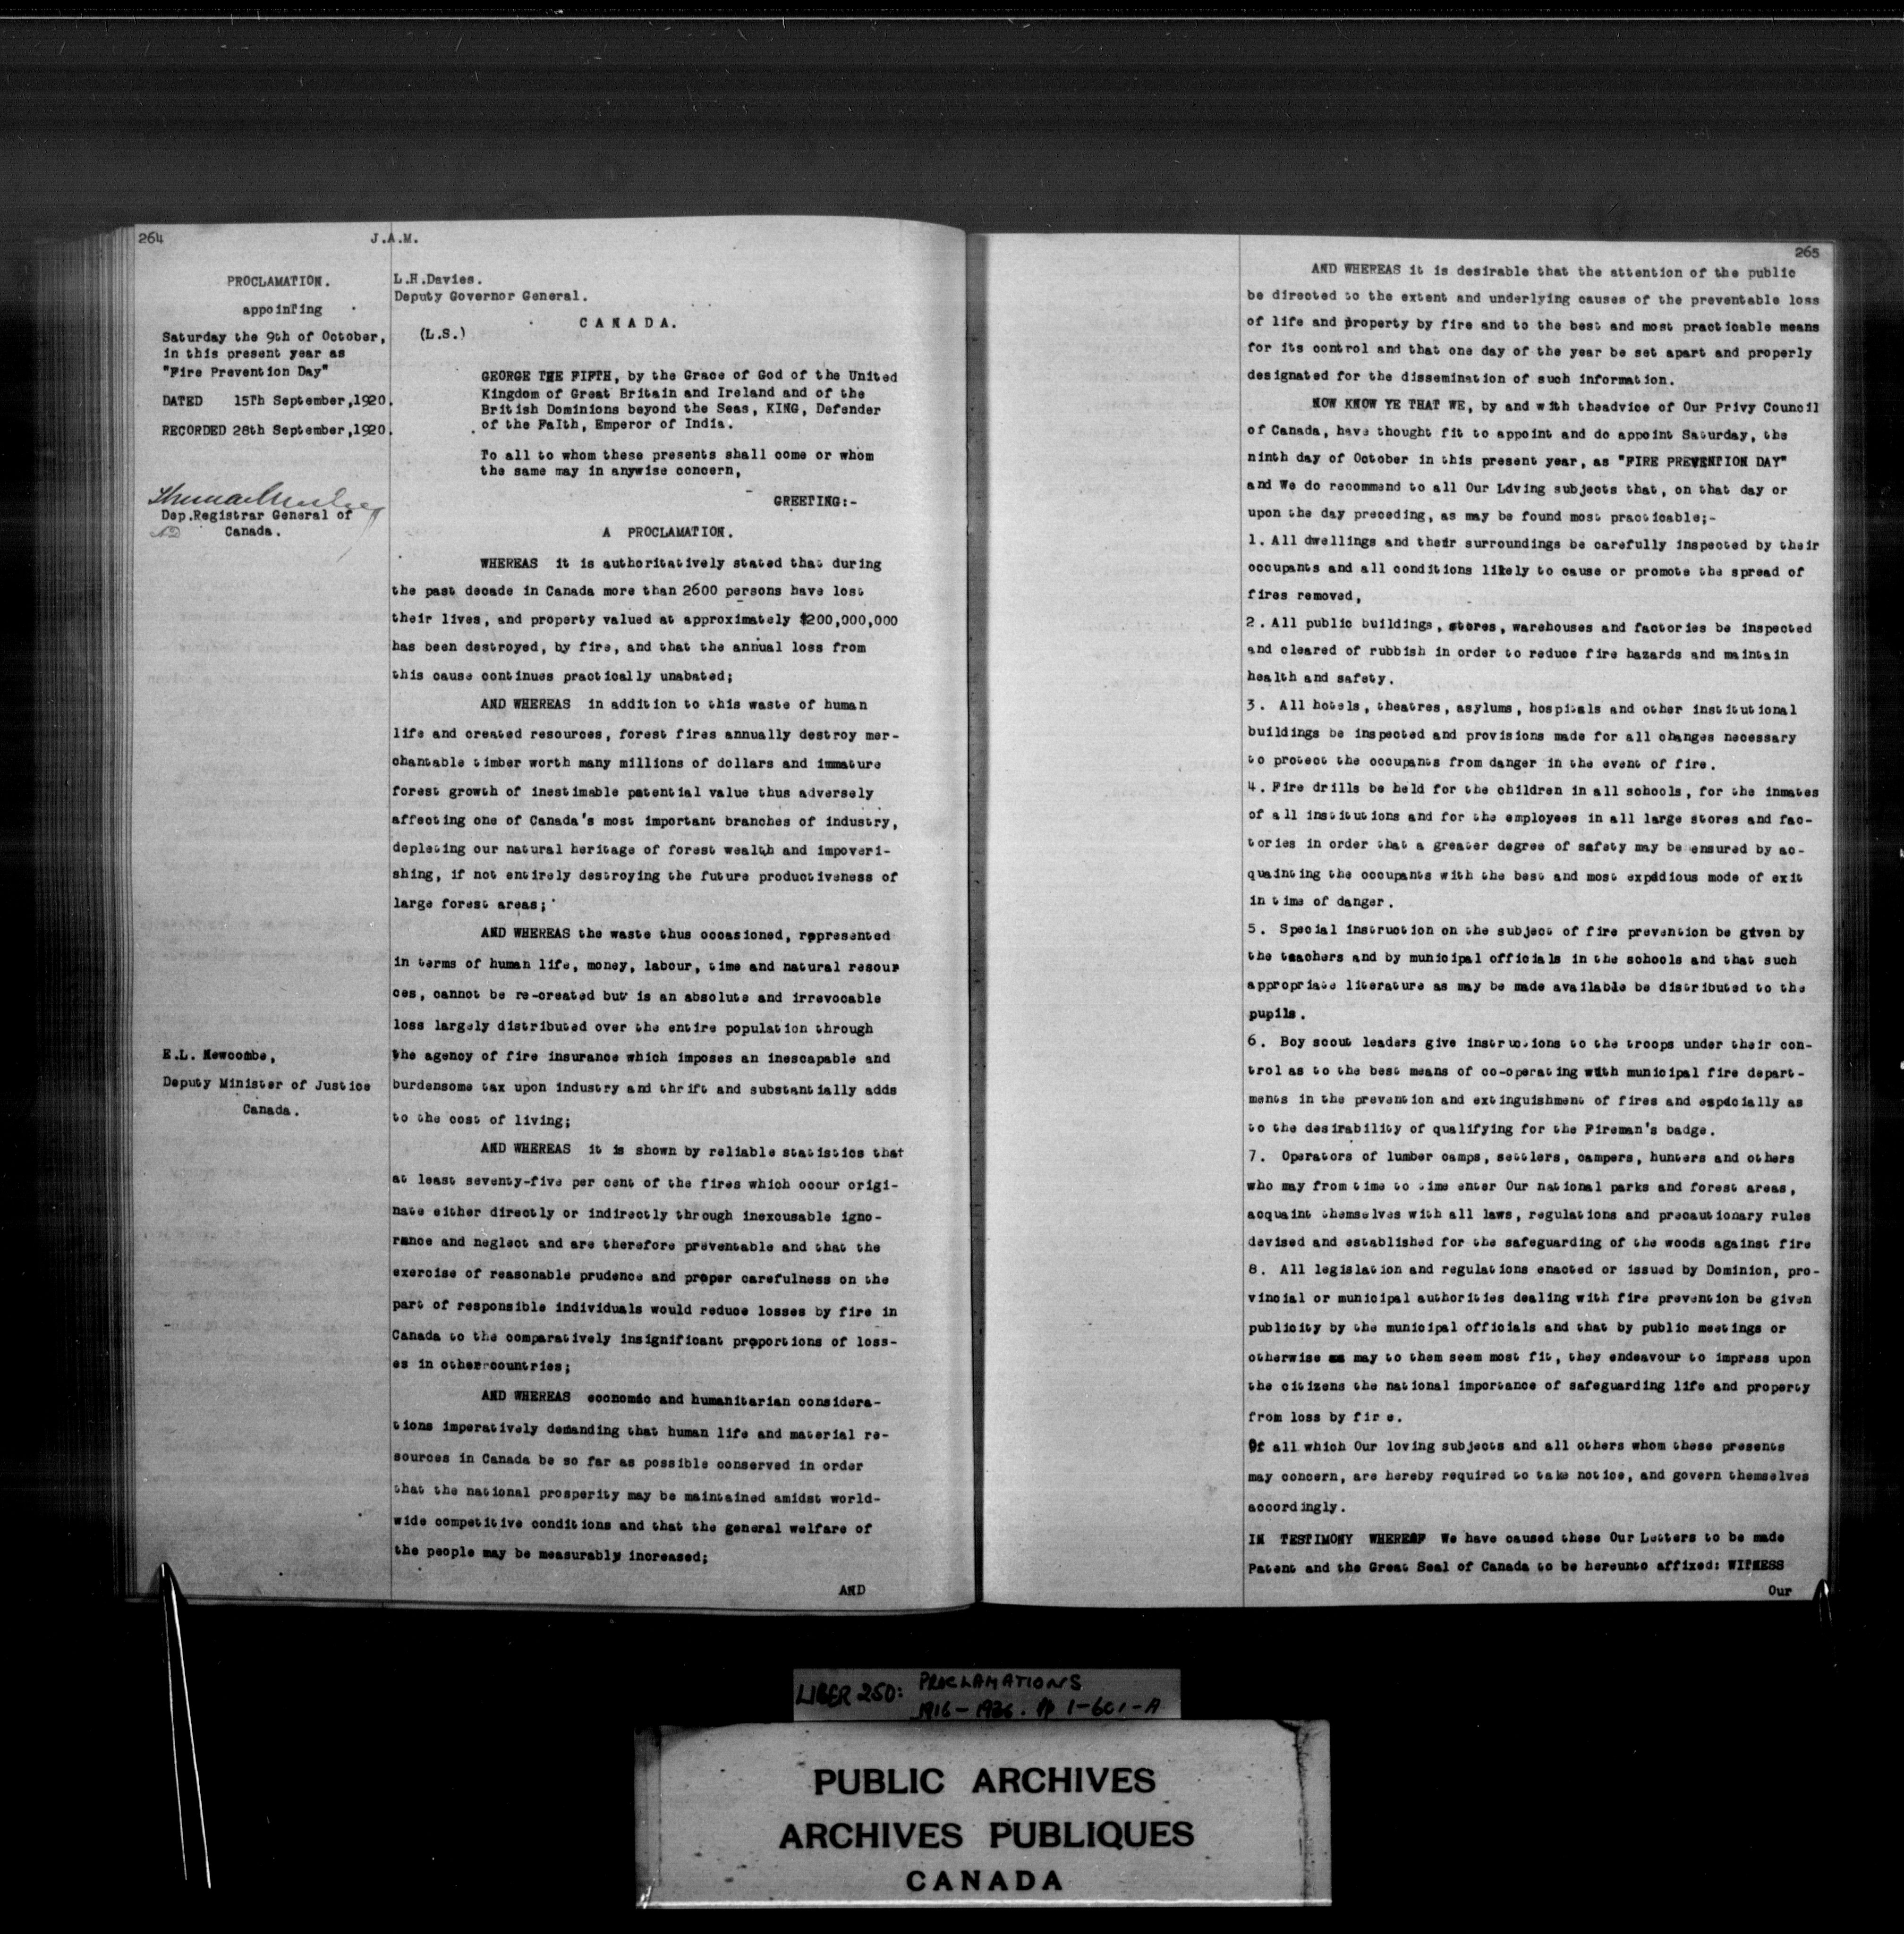 264
J.A.M.
PROCLAMATION.
appointing
Saturday the 9th of October,
in this present year as
"Fire Prevention Day"
DATED 15Th September,1920.
RECORDED 28th September,1920.
Dep.Registrar General of
Canada.
E.L. Newcombe,
Deputy Minister of Justice
Canada.
L.H.Davies.
Deputy Governor General.
C A N A D A.
(L.S.)
GEORGE THE FIFTH, by the Grace of God of the United
Kingdom of Great Britain and Ireland and of the
British Dominions beyond the Seas, KING, Defender
of the FaIth, Emperor of India.
To all to whom these presents shall come or whom
the same may in anywise concern,
GREETING:-
A PROCLAMATION.
WHEREAS it is authoritatively stated that during
the past decade in Canada more than 2600 persons have lost
their lives, and property valued at approximately $200,000,000
has been destroyed, by fire, and that the annual loss from
this cause continues practically unabated;
AND WHEREAS in addition to this waste of human
life and created resources, forest fires annually destroy mer-
chantable timber worth many millions of dollars and immature
forest growth of inestimable potential value thus adversely
affecting one of Canada's most important branches of industry,
depleting our natural heritage of forest wealth and impoveri-
shing, if not entirely destroying the future productiveness of
large forest areas;
AND WHEREAS the waste thus occasioned, represented
in terms of human life, money, labour, time and natural resour
ces, cannot be re-created but is an absolute and irrevocable
loss largely distributed over the entire population through
the agency of fire insurance which imposes an inescapable and
burdensome tax upon industry and thrift and substantially adds
to the cost of living;
AND WHEREAS it is shown by reliable statistics that
at least seventy-five per cent of the fires which occur origi-
nate either directly or indirectly through inexcusable igno-
rance and neglect and are therefore preventable and that the
exercise of reasonable prudence and proper carefulness on the
part of responsible individuals would reduce losses by fire in
Canada to the comparatively insignificant proportions of loss-
es in other countries;
AND WHEREAS economic and humanitarian considera-
tions imperatively demanding that human life and material re-
sources in Canada be so far as possible conserved in order
that the national prosperity may be maintained amidst world-
wide competitive conditions and that the general welfare of
the people may be measurably increased;
AND
265
AND WHEREAS it is desirable that the attention of the public
be directed to the extent and underlying causes of the preventable loss
of life and property by fire and to the best and most practicable means
for its control and that one day of the year be set apart and properly
designated for the dissemination of such information.
NOW KNOW YE THAT WE, by and with theadvice of Our Privy Council
of Canada, have thought fit to appoint and do appoint Saturday, the
ninth day of October in this present year, as "FIRE PREVENTION DAY"
and We do recommend to all Our Loving subjects that, on that day or
upon the day preceding, as may be found most practicable;-
1. All dwellings and their surroundings be carefully inspected by their
occupants and all conditions likely to cause or promote the spread of
fires removed,
2. All public buildings, stores, warehouses and factories be inspected
and cleared of rubbish in order to reduce fire hazards and maintain
health and safety.
3. All hotels, theatres, asylums, hospitals and other institutional
buildings be inspected and provisions made for all changes necessary
to protect the occupants from danger in the event of fire.
4. Fire drills be held for the children in all schools, for the inmates
of all institutions and for the employees in all large stores and fac-
tories in order that a greater degree of safety may be ensured by ac-
quainting the occupants with the best and most expedious mode of exit
in time of danger.
5. Special instruction on the subject of fire prevention be given by
the teachers and by municipal officials in the schools and that such
appropriate literature as may be made available be distributed to the
pupils.
6. Boy scout leaders give instructions to the troops under their con-
trol as to the best means of co-operating with municipal fire depart-
ments in the prevention and extinguishment of fires and especially as
to the desirability of qualifying for the Fireman's badge.
7. Operators of lumber camps, settlers, campers, hunters and others
who may from time to time enter Our national parks and forest areas,
acquaint themselves with all laws, regulations and precautionary rules
devised and established for the safeguarding of the woods against fire
8. All legislation and regulations enacted or issued by Dominion, pro-
vincial or municipal authorities dealing with fire prevention be given
publicity by the municipal officials and that by public meetings or
otherwise as may to them seem most fit, they endeavour to impress upon
the citizens the national importance of safeguarding life and property
from loss by fire.
Of all which Our loving subjects and all others whom these presents
may concern, are hereby required to take notice, and govern themselves
accordingly.
IN TESTIMONY WHEREOF We have caused these Our Letters to be made
Patent and the Great Seal of Canada to be hereunto affixed: WITNESS
Our
LIBER 250: PROCLAMATIONS
1916-1926. pp 1-601-A
PUBLIC ARCHIVES
ARCHIVES PUBLIQUES
CANADA